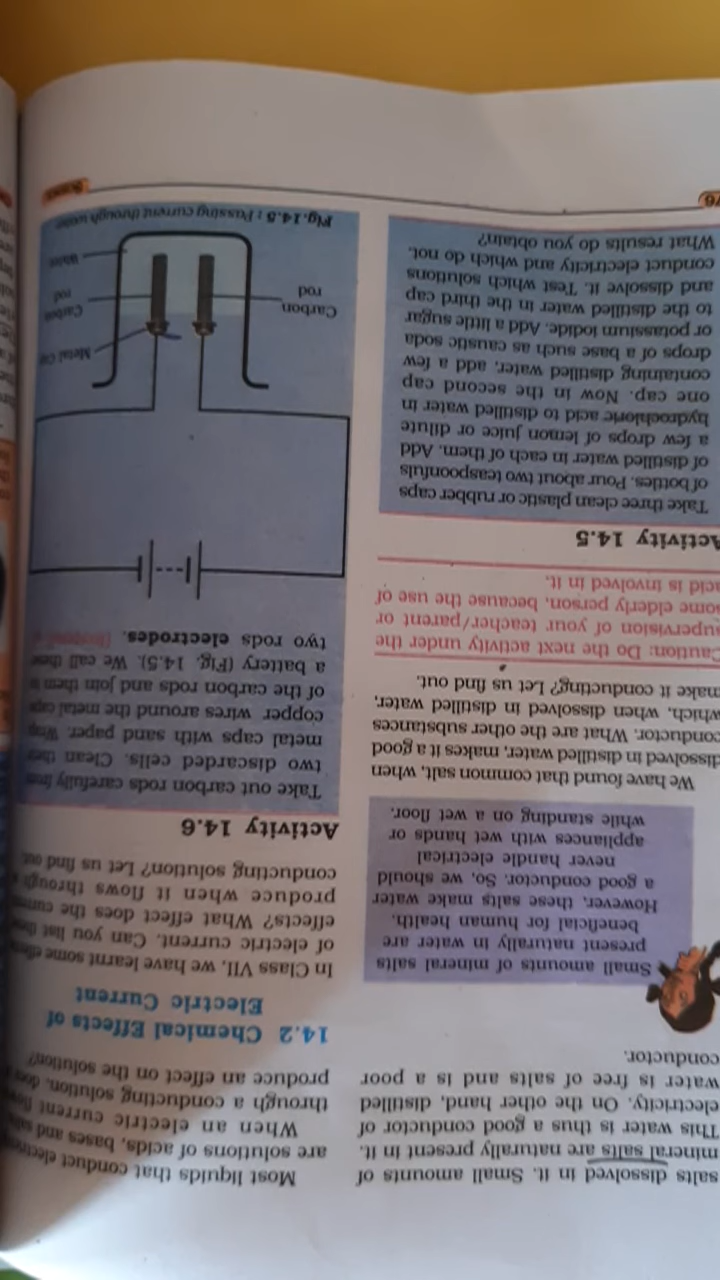 salts dissolved in it. Small amounts of
mineral salts are naturally present in it.
This water is thus a good conductor of
electricity. On the other hand, distilled
water is free of salts and is a poor
conductor.
Small amounts of mineral salts
present naturally in water are
beneficial for human health.
However, these salts make water
a good conductor. So, we should
never handle electrical
appliances with wet hands or
while standing on a wet floor.
We have found that common salt, when
dissolved in distilled water, makes it a good
conductor. What are the other substances
which, when dissolved in distilled water,
make it conducting? Let us find out.
Caution: Do the next activity under the
supervision of your teacher/parent or
some elderly person, because the use of
acid is involved in it.
Activity 14.5
Take three clean plastic or rubber caps
of bottles. Pour about two teaspoonfuls
of distilled water in each of them. Add
a few drops of lemon juice or dilute
hydrochloric acid to distilled water in
one cap. Now in the second cap
containing distilled water, add a few
drops of a base such as caustic soda
or potassium iodide. Add a little sugar
to the distilled water in the third cap
and dissolve it. Test which solutions
conduct electricity and which do not.
What results do you obtain?
76
Most liquids that conduct
are solutions of acids, bases and
When an electric current
through a conducting solution,
produce an effect on the solution?
14.2 Chemical Effects of
Electric Current
In Class VII, we have learnt some
of electric current. Can you list
effects? What effect does the
produce when it flows through
conducting solution? Let us find out.
Activity 14.6
Take out carbon rods carefully from
two discarded cells. Clean their
metal caps with sand paper. Wrap
copper wires around the metal caps
of the carbon rods and join them to
a battery (Fig. 14.5). We call these
two rods electrodes.
Metal Cap
Carbon
rod
Carbon
rod
Water
Fig.14.5 : Passing current through water
Science